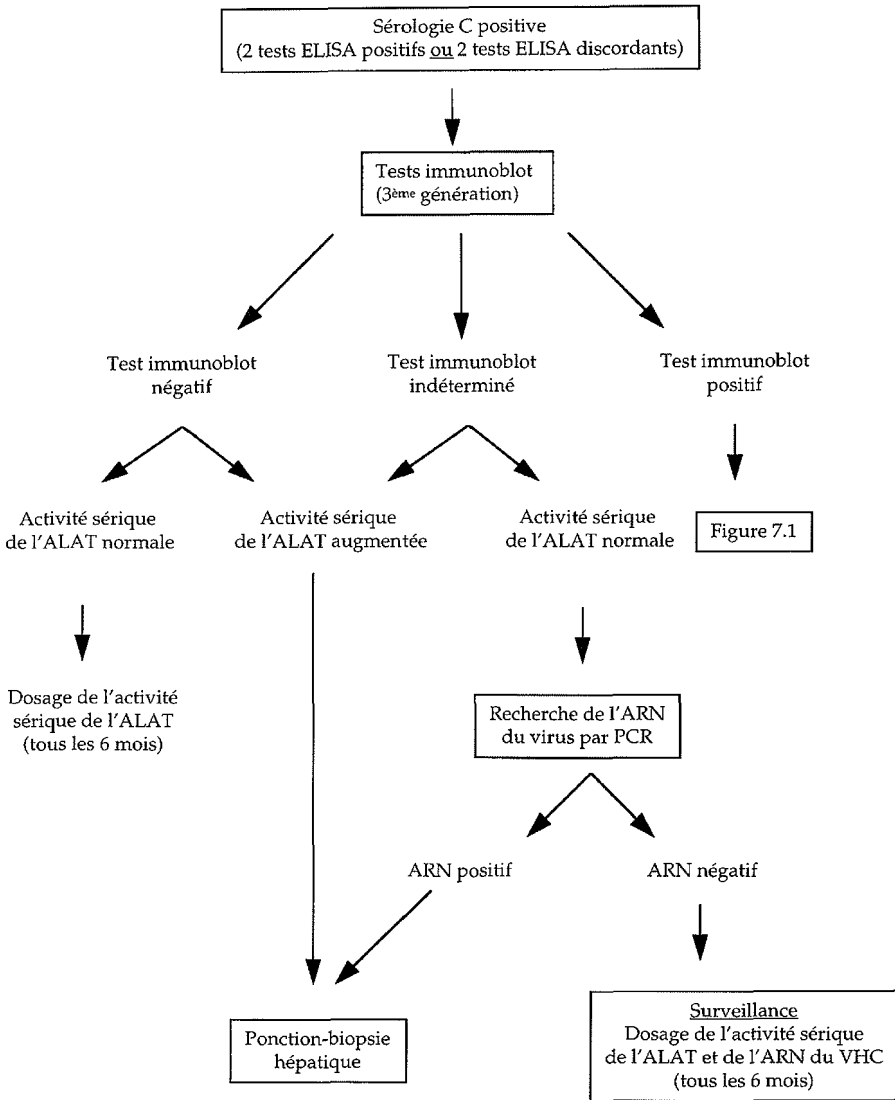 Sérologie C positive
(2 tests ELISA positifs ou 2 tests ELISA discordants)
Tests immunoblot
(3ème génération)
Test immunoblot
négatif
Test immunoblot
indéterminé
Test immunoblot
positif
Activité sérique
de l'ALAT normale
Activité sérique
de l'ALAT augmentée
Activité sérique
de l'ALAT normale
Figure 7.1
Dosage de l'activité
sérique de l'ALAT
(tous les 6 mois)
Recherche de l'ARN
du virus par PCR
ARN positif
ARN négatif
Ponction-biopsie
hépatique
Surveillance
Dosage de l'activité sérique
de l'ALAT et de l'ARN du VHC
(tous les 6 mois)